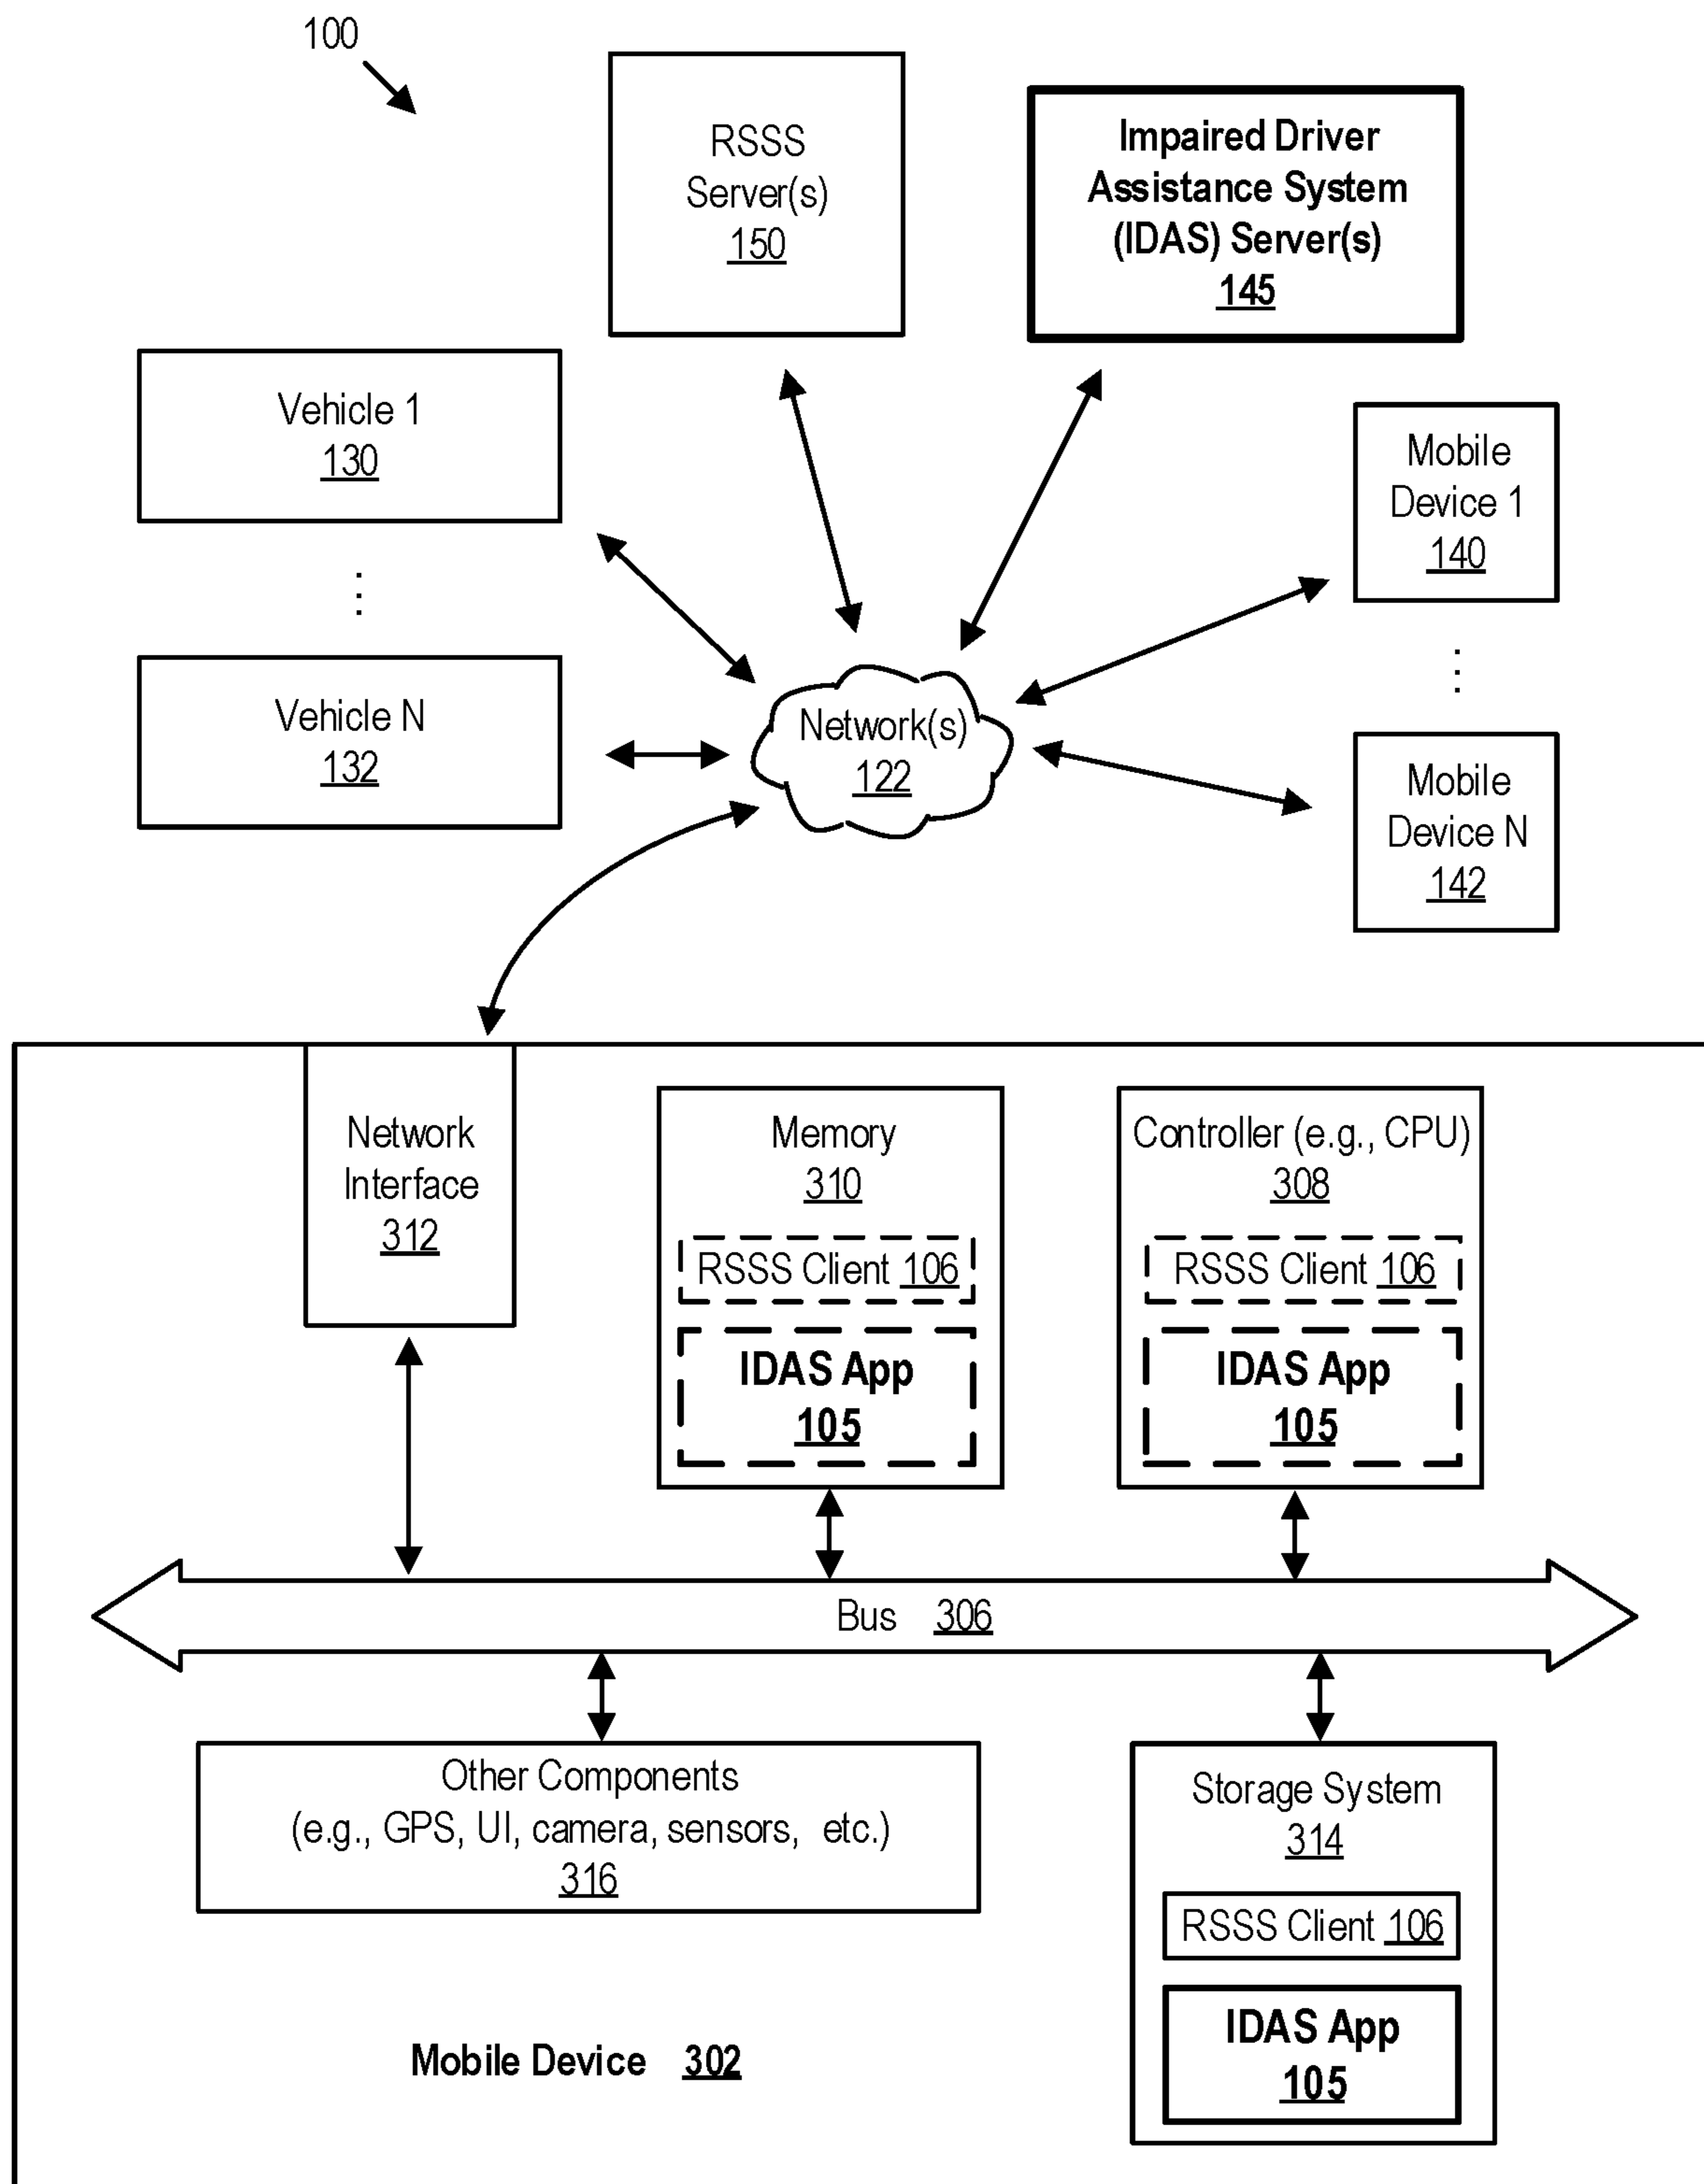 100
RSSS
Server(s)
150
Impaired Driver
Assistance System
(IDAS) Server(s)
145
Vehicle 1
130
⋮
Vehicle N
132
Network(s)
122
Mobile
Device 1
140
⋮
Mobile
Device N
142
Network
Interface
312
Memory
310
RSSS Client 106
IDAS App
105
Controller (e.g., CPU)
308
RSSS Client 106
IDAS App
105
Bus 306
Other Components
(e.g., GPS, UI, camera, sensors, etc.)
316
Storage System
314
RSSS Client 106
IDAS App
105
Mobile Device 302